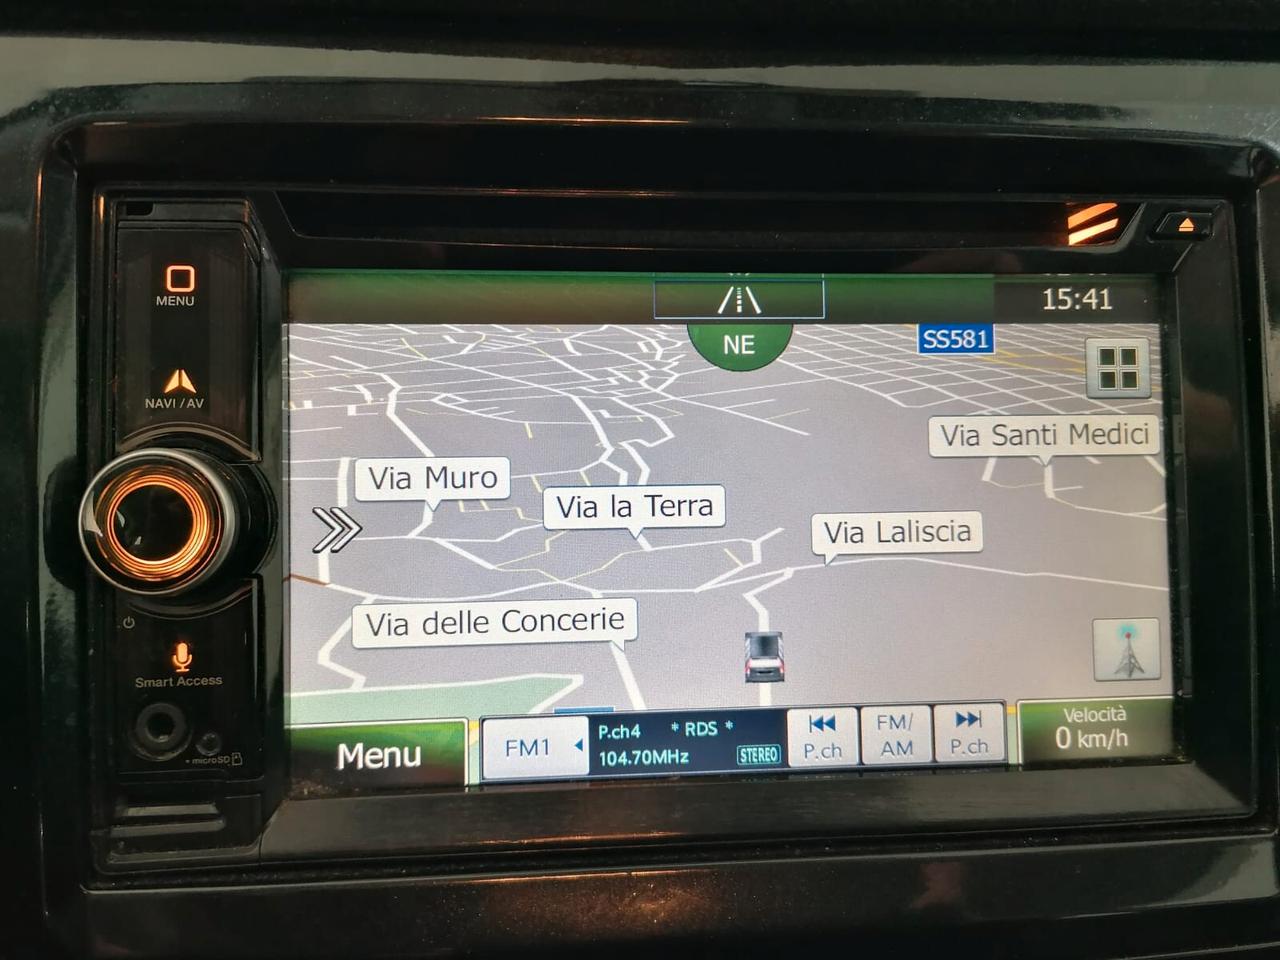 MENU
NAVI / AV
Smart Access
microSD
15:41
NE
SS581
Via Santi Medici
Via Muro
Via la Terra
Via Laliscia
Via delle Concerie
Menu
FM1
P.ch4 * RDS *
104.70MHz STEREO
P.ch
FM/
AM
P.ch
Velocità
0 km/h